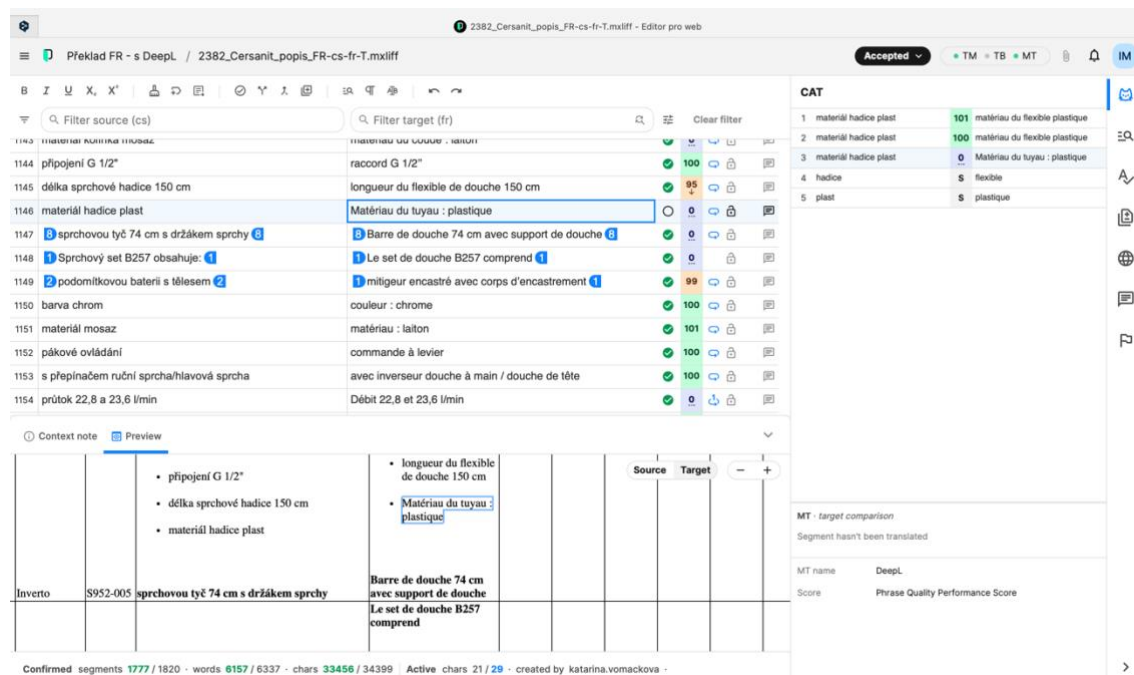 2382_Cersanit_popis_FR-cs-fr-T.mxliff - Editor pro web
Překlad FR - s DeepL / 2382_Cersanit_popis_FR-cs-fr-T.mxliff
Accepted
TM TB MT
IM
B I U X, X˙
Filter source (cs) Filter target (fr) Clear filter
1143 materiál kolínka mosaz matériau du coude : laiton
1144 připojení G 1/2" raccord G 1/2" 100
1145 délka sprchové hadice 150 cm longueur du flexible de douche 150 cm 95
1146 materiál hadice plast Matériau du tuyau : plastique 0
1147 8 sprchovou tyč 74 cm s držákem sprchy 8 8 Barre de douche 74 cm avec support de douche 8 0
1148 1 Sprchový set B257 obsahuje: 1 1 Le set de douche B257 comprend 1 0
1149 2 podomítkovou baterii s tělesem 2 1 mitigeur encastré avec corps d'encastrement 1 99
1150 barva chrom couleur : chrome 100
1151 materiál mosaz matériau : laiton 101
1152 pákové ovládání commande à levier 100
1153 s přepínačem ruční sprcha/hlavová sprcha avec inverseur douche à main / douche de tête 100
1154 průtok 22,8 a 23,6 l/min Débit 22,8 et 23,6 l/min 0
CAT
1 materiál hadice plast 101 matériau du flexible plastique
2 materiál hadice plast 100 matériau du flexible plastique
3 materiál hadice plast 0 Matériau du tuyau : plastique
4 hadice S flexible
5 plast S plastique
Context note Preview
Source Target - +
• připojení G 1/2"
• délka sprchové hadice 150 cm
• materiál hadice plast
• longueur du flexible
de douche 150 cm
• Matériau du tuyau :
plastique
Inverto S952-005 sprchovou tyč 74 cm s držákem sprchy
Barre de douche 74 cm
avec support de douche
Le set de douche B257
comprend
MT - target comparison
Segment hasn't been translated
MT name DeepL
Score Phrase Quality Performance Score
Confirmed segments 1777 / 1820 · words 6157 / 6337 · chars 33456 / 34399 Active chars 21 / 29 · created by katarina.vomackova ·